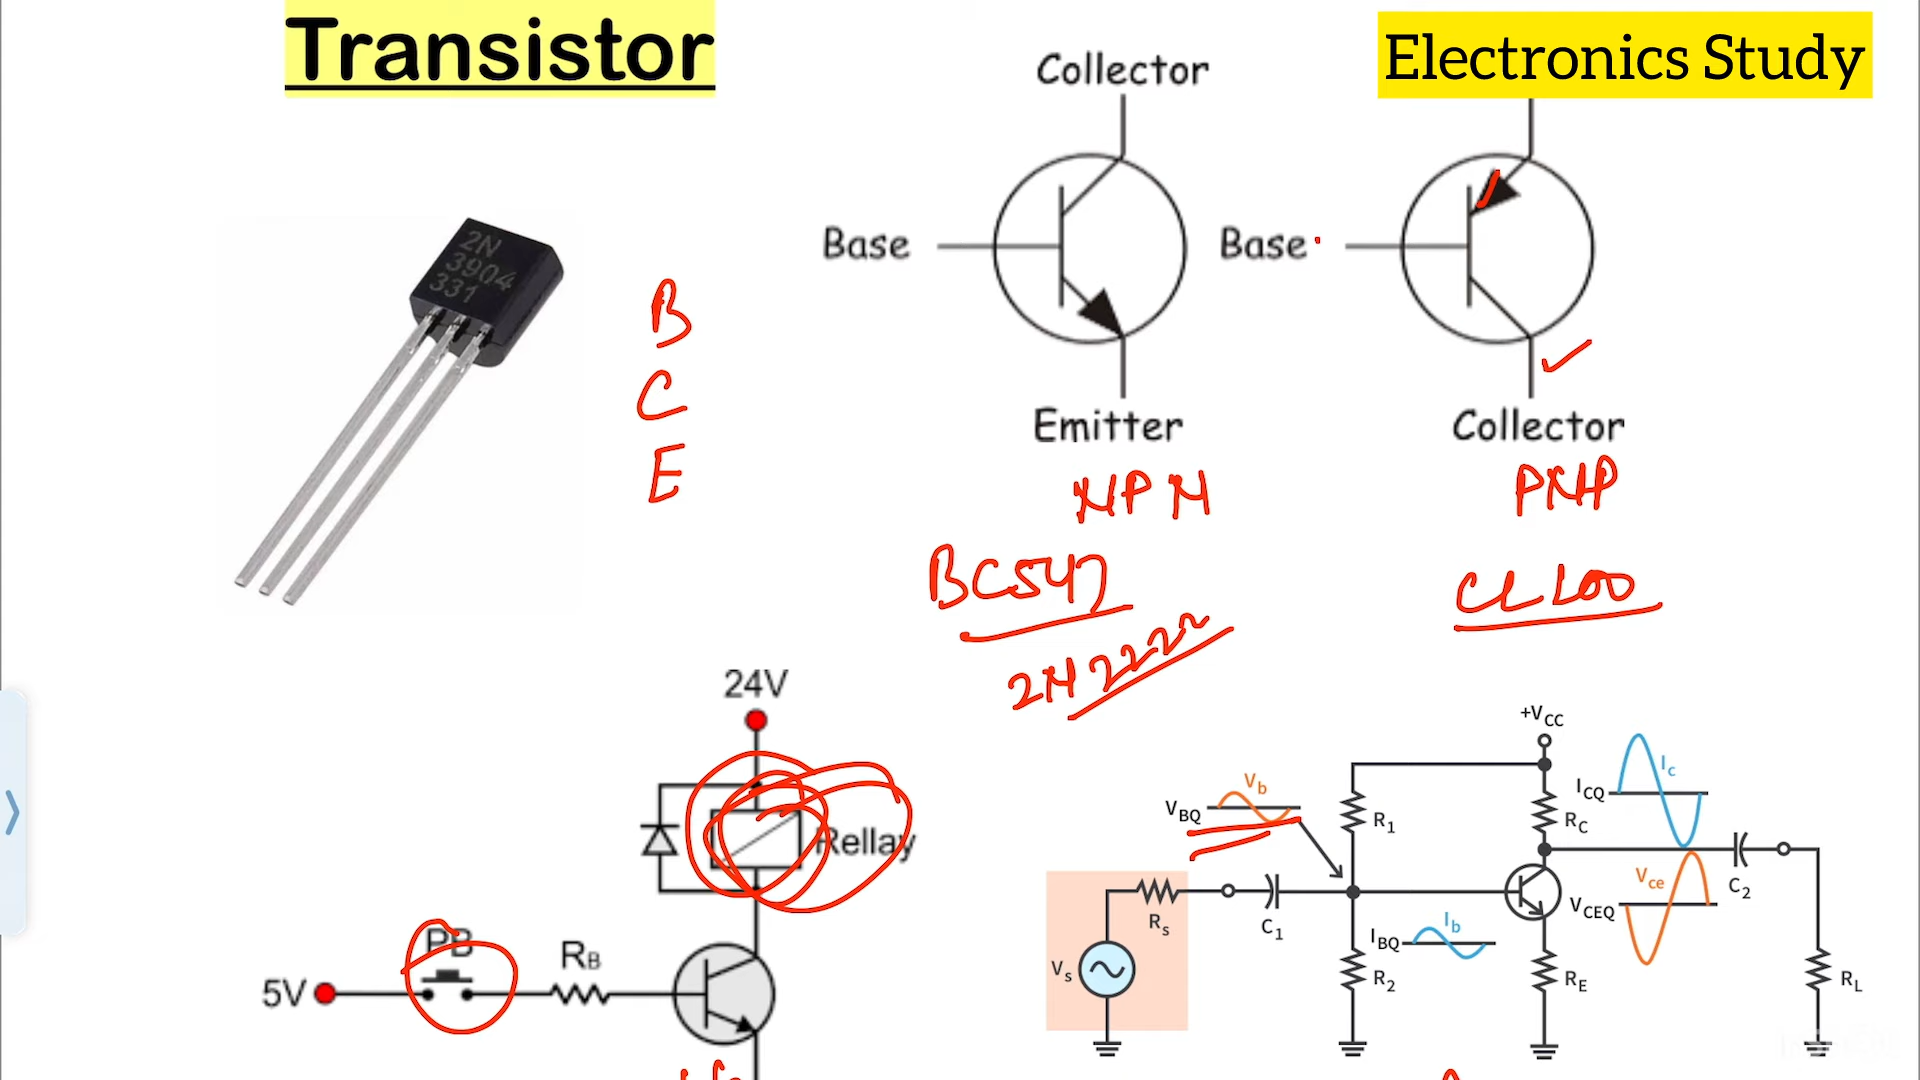 Transistor
Electronics Study
Collector
Base
Base
Emitter
Collector
2N
3904
331
B
C
E
NPN
PNP
BC547
2N2222
CL100
24V
Rellay
PB
RB
5V
+VCC
Vb
VBQ
R1
ICQ
Ic
RC
Vce
VCEQ
C2
Rs
C1
IBQ
Ib
Vs
R2
RE
RL